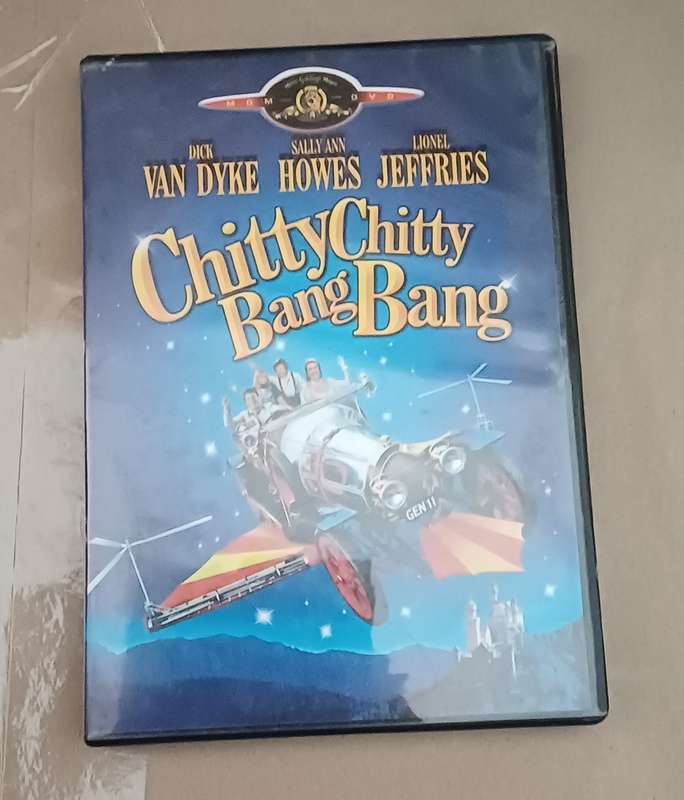 MGM DVD
DICK
VAN DYKE
SALLY ANN
HOWES
LIONEL
JEFFRIES
Chitty Chitty
Bang Bang
GEN 11